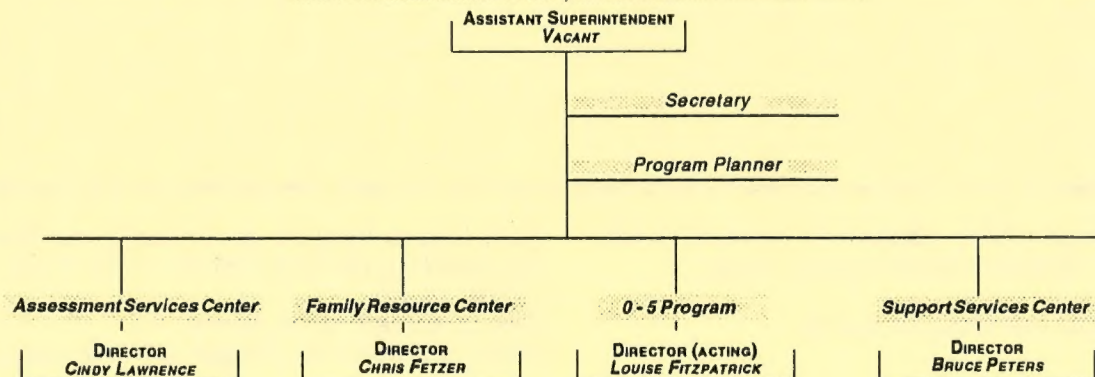 ASSISTANT SUPERINTENDENT
VACANT
Secretary
Program Planner
Assessment Services Center
DIRECTOR
CINDY LAWRENCE
Family Resource Center
DIRECTOR
CHRIS FETZER
0 - 5 Program
DIRECTOR (ACTING)
LOUISE FITZPATRICK
Support Services Center
DIRECTOR
BRUCE PETERS